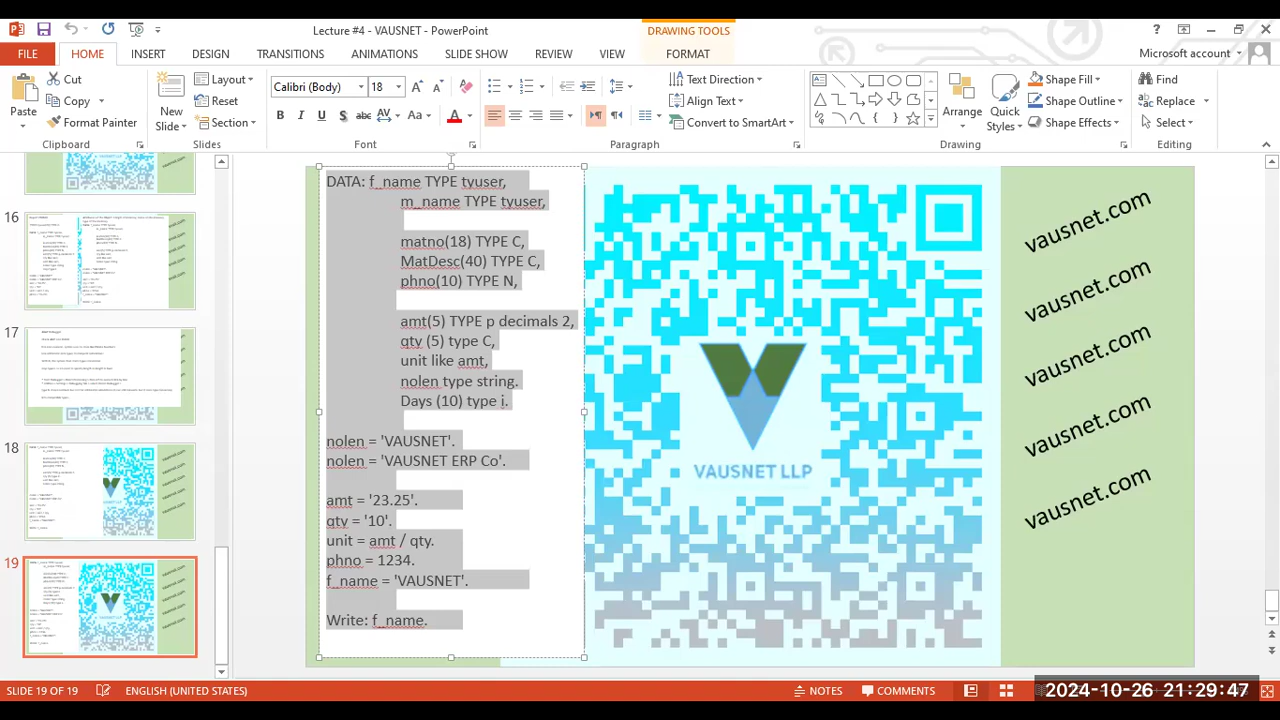 Lecture #4 - VAUSNET - PowerPoint
DRAWING TOOLS
FILE HOME INSERT DESIGN TRANSITIONS ANIMATIONS SLIDE SHOW REVIEW VIEW FORMAT
Microsoft account
Paste
Cut
Copy
Format Painter
Clipboard
New Slide
Layout
Reset
Section
Slides
Calibri (Body) 18
Font
Text Direction
Align Text
Convert to SmartArt
Paragraph
Arrange
Quick Styles
Shape Fill
Shape Outline
Shape Effects
Drawing
Find
Replace
Select
Editing
16
17
18
19
DATA: f_name TYPE tyuser,
m_name TYPE tyuser,
matno(18) TYPE C,
MatDesc(40) TYPE C,
phno(10) TYPE N,
amt(5) TYPE p decimals 2,
qty (5) type C,
unit like amt,
nolen type string.
Days (10) type i.
nolen = 'VAUSNET'.
nolen = 'VAUSNET ERP
amt = '23.25'.
qty = '10'.
unit = amt / qty.
phno = 1234.
_name = 'VAUSNET'.
Write: f_name.
VAUSNET LLP
vausnet.com
vausnet.com
vausnet.com
vausnet.com
vausnet.com
SLIDE 19 OF 19
ENGLISH (UNITED STATES)
NOTES
COMMENTS
2024-10-26 21:29:47